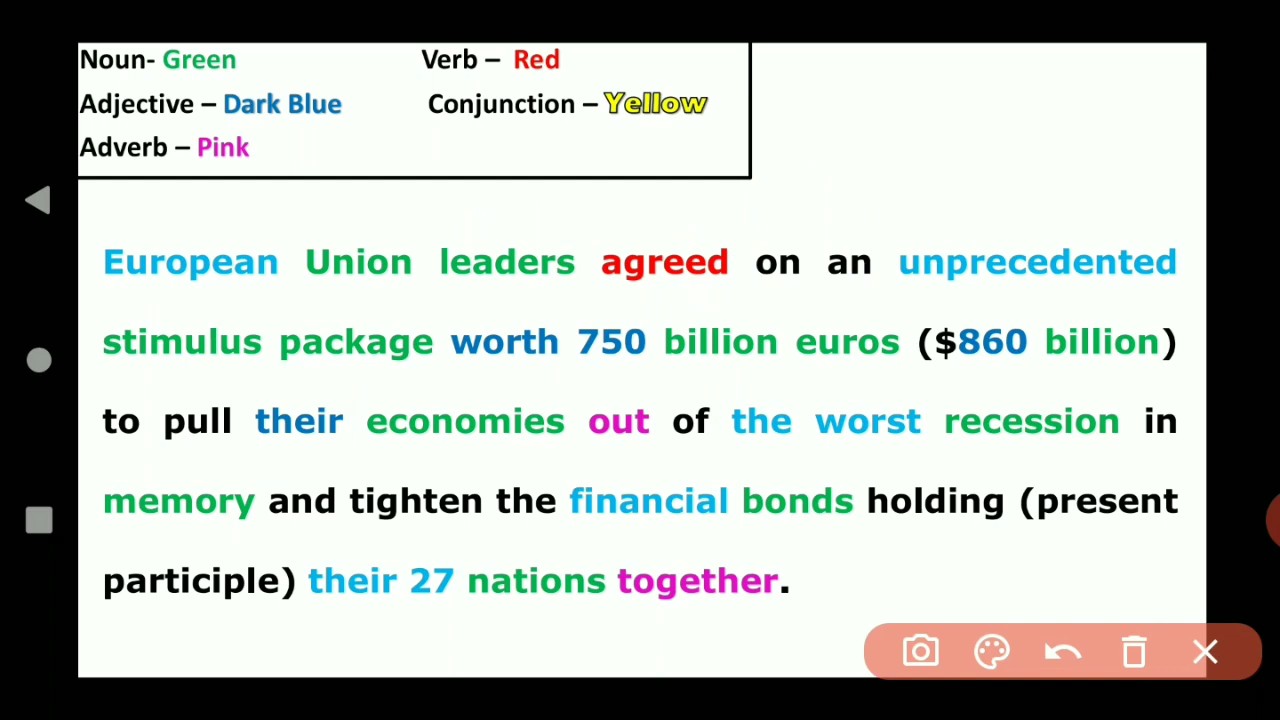 Noun- Green Verb – Red
Adjective – Dark Blue Conjunction – Yellow
Adverb – Pink
European Union leaders agreed on an unprecedented
stimulus package worth 750 billion euros ($860 billion)
to pull their economies out of the worst recession in
memory and tighten the financial bonds holding (present
participle) their 27 nations together.